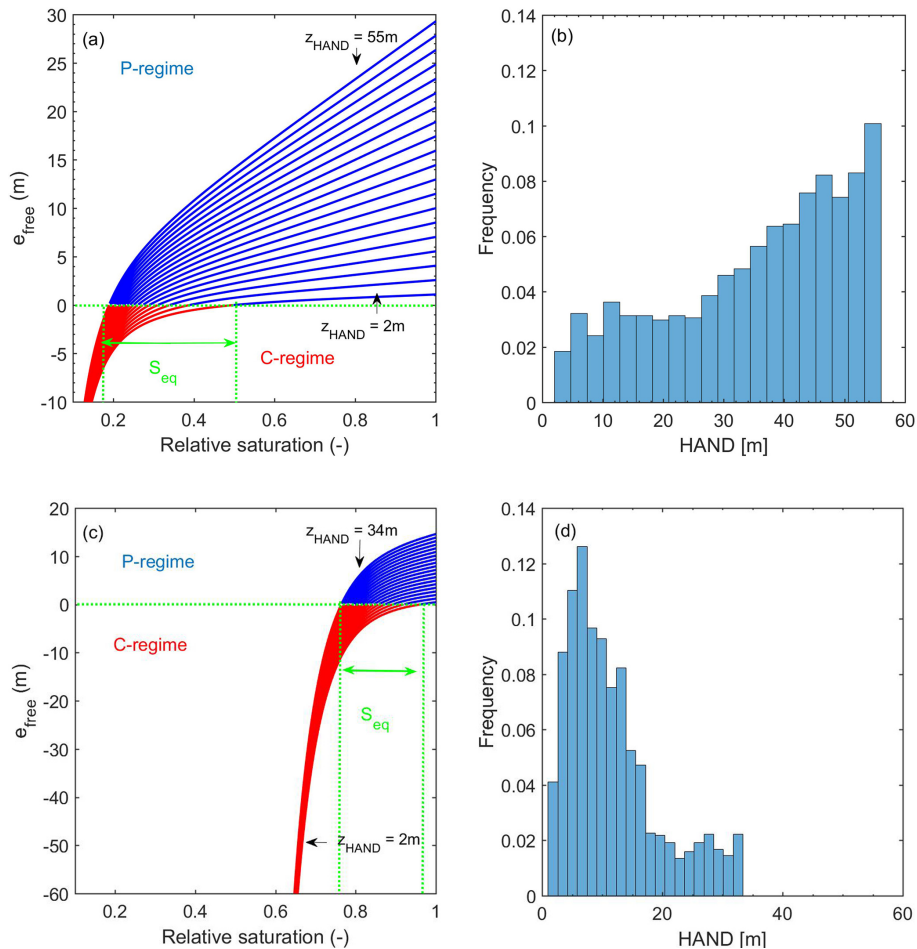 (a)
z_HAND = 55m
P-regime
e_free (m)
30
25
20
15
10
5
0
-5
-10
z_HAND = 2m
C-regime
S_eq
0.2 0.4 0.6 0.8 1
Relative saturation (-)
(b)
Frequency
0.14
0.12
0.1
0.08
0.06
0.04
0.02
0
0 10 20 30 40 50 60
HAND [m]
(c)
z_HAND = 34m
P-regime
C-regime
e_free (m)
20
10
0
-10
-20
-30
-40
-50
-60
S_eq
z_HAND = 2m
0.2 0.4 0.6 0.8 1
Relative saturation (-)
(d)
Frequency
0.14
0.12
0.1
0.08
0.06
0.04
0.02
0
0 20 40 60
HAND [m]